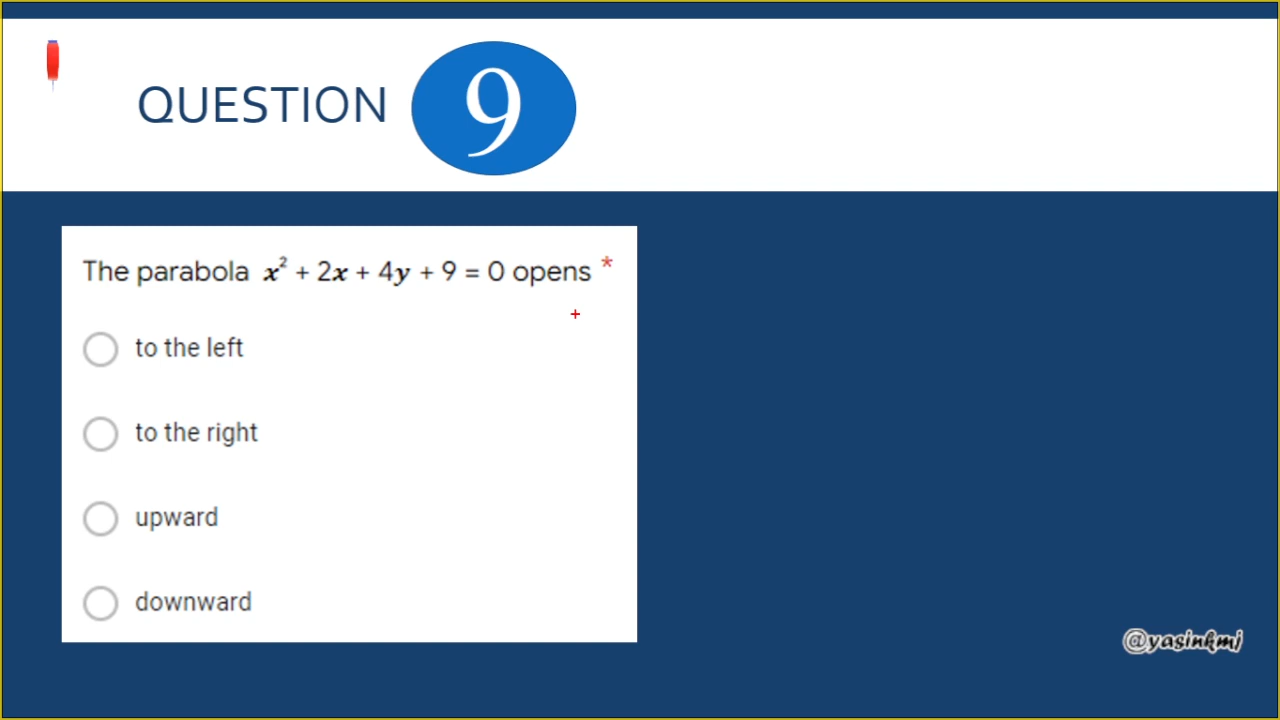 QUESTION 9
The parabola x² + 2x + 4y + 9 = 0 opens *
to the left
to the right
upward
downward
@yasinkmj